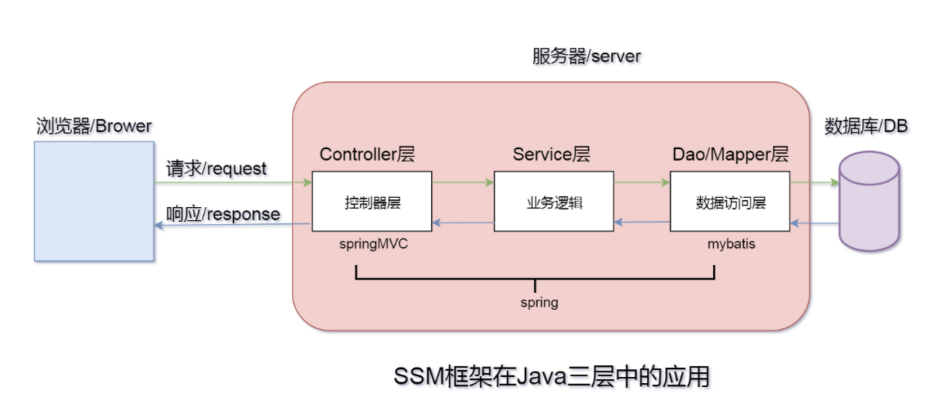 服务器/server
浏览器/Brower
数据库/DB
Controller层
Service层
Dao/Mapper层
请求/request
响应/response
控制器层
业务逻辑
数据访问层
springMVC
mybatis
spring
SSM框架在Java三层中的应用